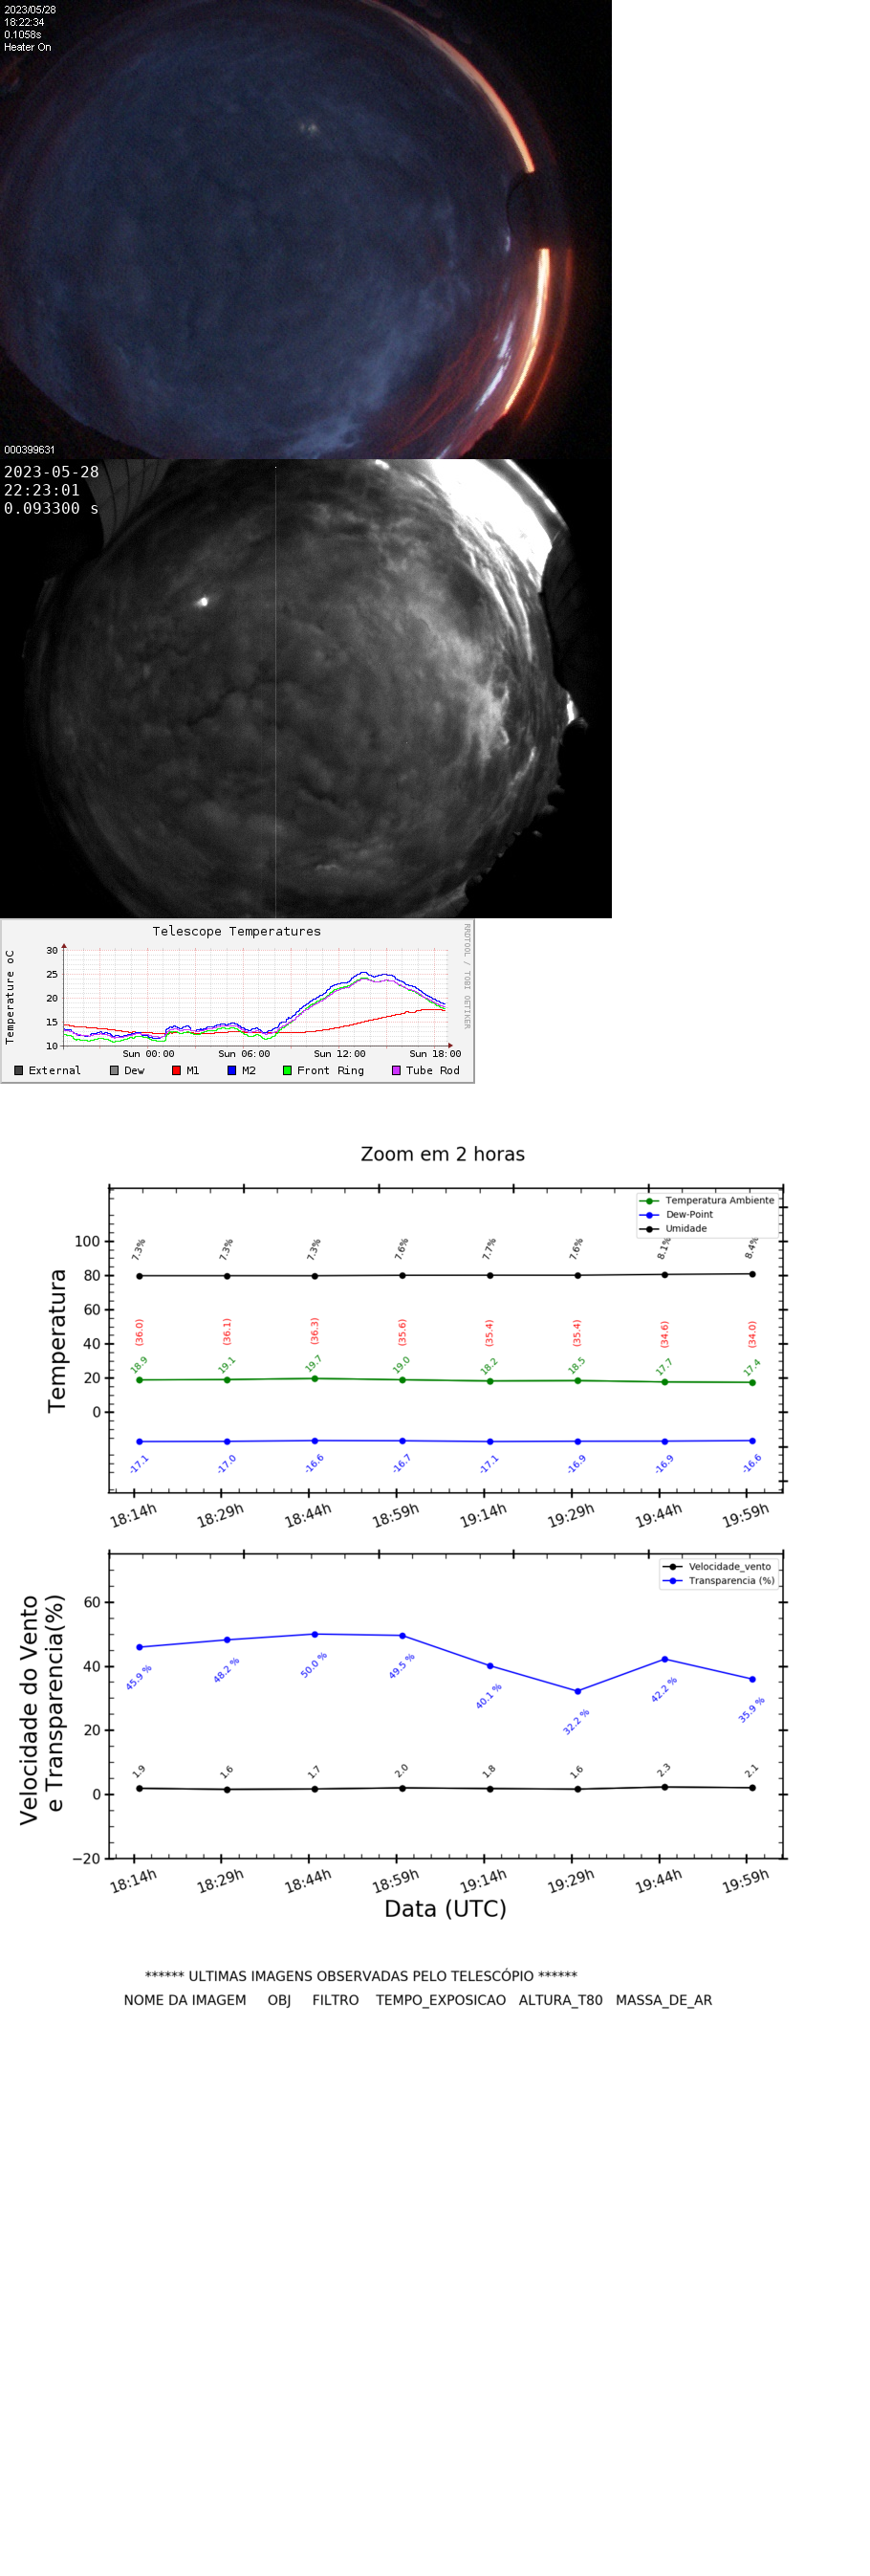 2023/05/28
18:22:34
0.1058s
Heater On
000399631
2023-05-28
22:23:01
0.093300 s
Telescope Temperatures
RRDTOOL / TOBI OETIKER
Temperature oC
30
25
20
15
10
Sun 00:00 Sun 06:00 Sun 12:00 Sun 18:00
External Dew M1 M2 Front Ring Tube Rod
Zoom em 2 horas
Temperatura Ambiente
Dew-Point
Umidade
Temperatura
100
80
60
40
20
0
7.3% 7.3% 7.3% 7.6% 7.7% 7.6% 8.1% 8.4%
(36.0) (36.1) (36.3) (35.6) (35.4) (35.4) (34.6) (34.0)
18.9 19.1 19.7 19.0 18.2 18.5 17.7 17.4
-17.1 -17.0 -16.6 -16.7 -17.1 -16.9 -16.9 -16.6
18:14h 18:29h 18:44h 18:59h 19:14h 19:29h 19:44h 19:59h
Velocidade_vento
Transparencia (%)
Velocidade do Vento
e Transparencia(%)
60
40
20
0
−20
45.9 % 48.2 % 50.0 % 49.5 % 40.1 % 32.2 % 42.2 % 35.9 %
1.9 1.6 1.7 2.0 1.8 1.6 2.3 2.1
18:14h 18:29h 18:44h 18:59h 19:14h 19:29h 19:44h 19:59h
Data (UTC)
****** ULTIMAS IMAGENS OBSERVADAS PELO TELESCÓPIO ******
NOME DA IMAGEM OBJ FILTRO TEMPO_EXPOSICAO ALTURA_T80 MASSA_DE_AR